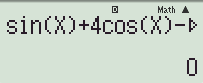 D Math ▲
sin(X)+4cos(X)-▷
0